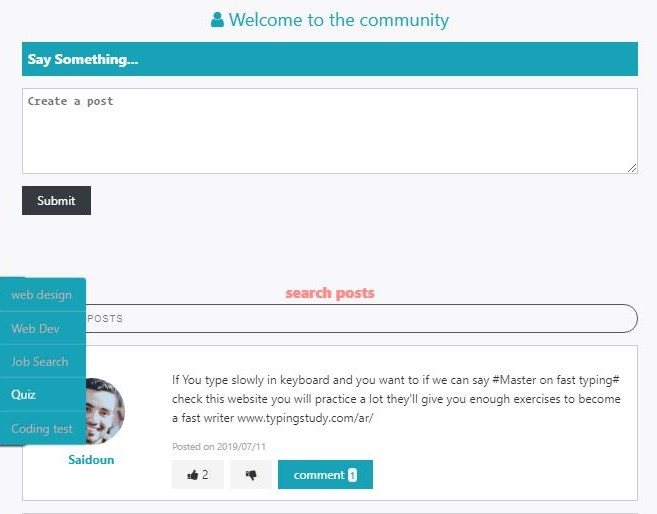 Welcome to the community
Say Something...
Create a post
Submit
search posts
POSTS
web design
Web Dev
Job Search
Quiz
Coding test
If You type slowly in keyboard and you want to if we can say #Master on fast typing#
check this website you will practice a lot they'll give you enough exercises to become
a fast writer www.typingstudy.com/ar/
Posted on 2019/07/11
Saidoun
2
comment 1